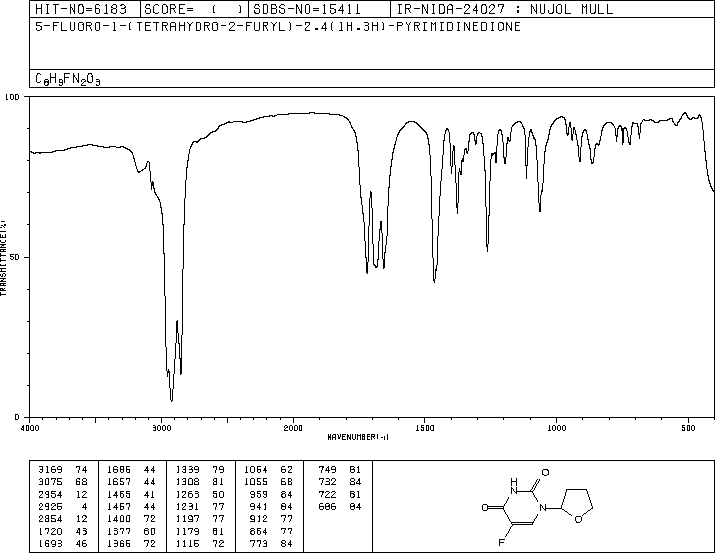 HIT-NO=6183 SCORE= ( ) SDBS-NO=15411 IR-NIDA-24027 : NUJOL MULL
5-FLUORO-1-(TETRAHYDRO-2-FURYL)-2,4(1H,3H)-PYRIMIDINEDIONE
C8H9FN2O3
100
50
0
TRANSMITTANCE(%)
4000 3000 2000 1500 1000 500
WAVENUMBER(-1)
3169 74 1686 44 1339 79 1064 62 749 81
3075 68 1657 44 1308 81 1055 68 732 84
2954 12 1465 41 1263 50 959 84 722 81
2925 4 1457 44 1231 77 941 84 686 84
2854 12 1400 72 1197 77 912 77
1720 43 1377 60 1179 81 864 77
1693 46 1366 72 1115 72 773 84
O
NH
O
N
O
F